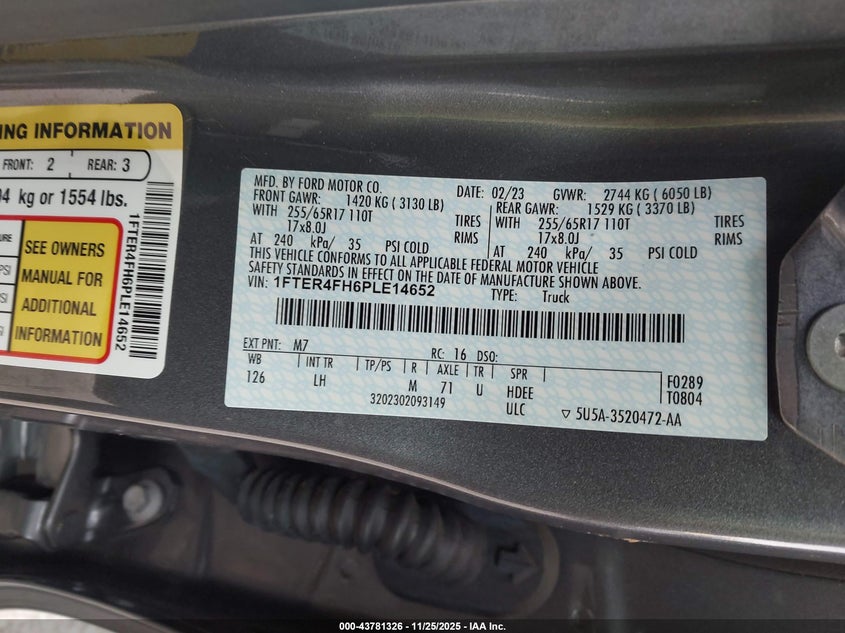 ING INFORMATION
FRONT: 2 REAR: 3
kg or 1554 lbs.
SEE OWNERS
MANUAL FOR
ADDITIONAL
INFORMATION
1FTER4FH6PLE14652
MFD. BY FORD MOTOR CO. DATE: 02/23 GVWR: 2744 KG ( 6050 LB)
FRONT GAWR: 1420 KG ( 3130 LB) REAR GAWR: 1529 KG ( 3370 LB)
WITH 255/65R17 110T TIRES WITH 255/65R17 110T TIRES
17x8.0J RIMS 17x8.0J RIMS
AT 240 kPa/ 35 PSI COLD AT 240 kPa/ 35 PSI COLD
THIS VEHICLE CONFORMS TO ALL APPLICABLE FEDERAL MOTOR VEHICLE
SAFETY STANDARDS IN EFFECT ON THE DATE OF MANUFACTURE SHOWN ABOVE.
VIN: 1FTER4FH6PLE14652 TYPE: Truck
EXT PNT: M7 RC: 16 DSO:
WB INT TR TP/PS R AXLE TR SPR
126 LH M 71 U HDEE F0289
3202302093149 ULC T0804
5U5A-3520472-AA
000-43781326 - 11/25/2025 - IAA Inc.